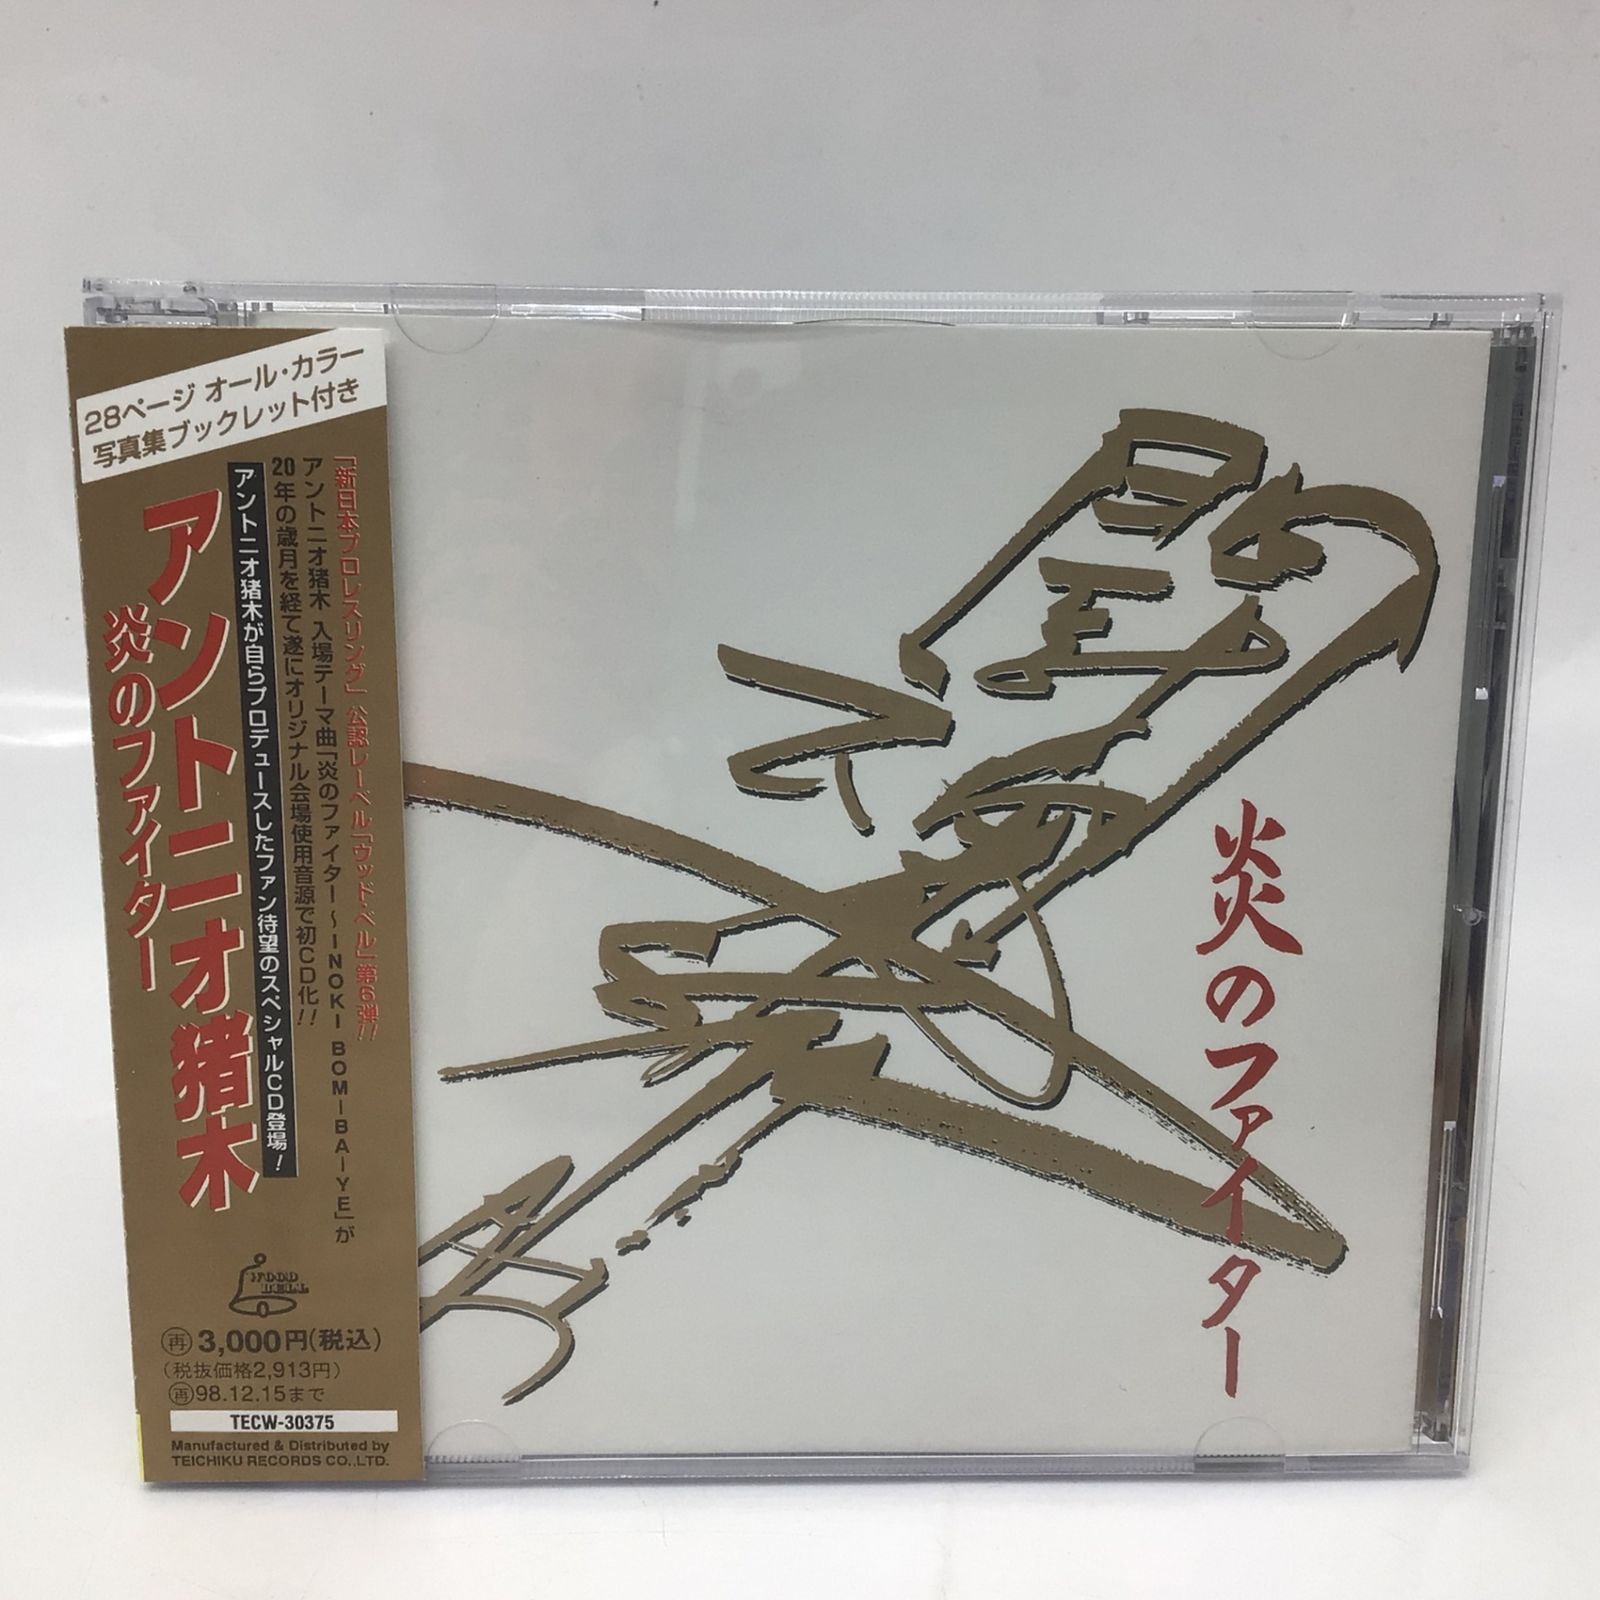 28ページ オール・カラー
写真集ブックレット付き
「新日本プロレスリング」公認レーベル「ウッド・ベル」第6弾!!
アントニオ猪木 入場テーマ曲「炎のファイター〜INOKI BOM-BA-YE」が
20年の歳月を経て遂にオリジナル会場使用音源で初CD化!!
アントニオ猪木が自らプロデュースしたファン待望のスペシャルCD登場!
アントニオ猪木
炎のファイター
WOOD
BELL
再3,000円(税込)
(税抜価格2,913円)
再98.12.15まで
TECW-30375
Manufactured & Distributed by
TEICHIKU RECORDS CO.,LTD.
炎のファイター